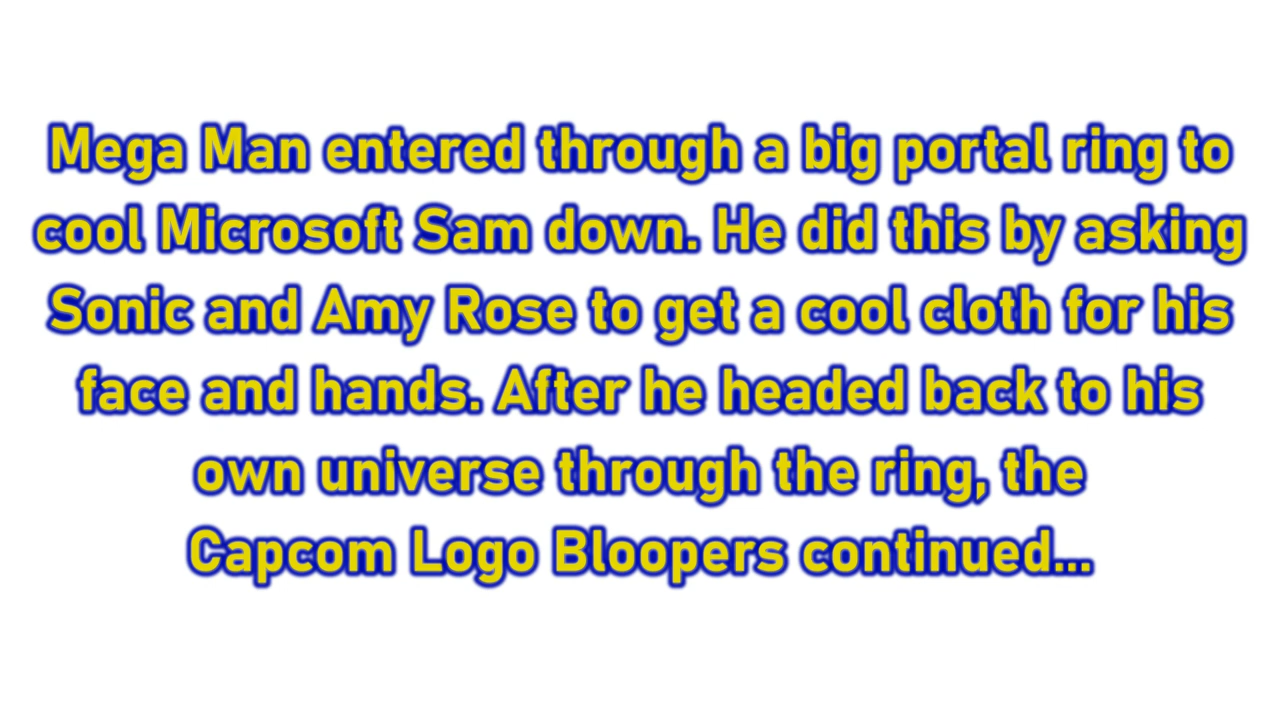 Mega Man entered through a big portal ring to
cool Microsoft Sam down. He did this by asking
Sonic and Amy Rose to get a cool cloth for his
face and hands. After he headed back to his
own universe through the ring, the
Capcom Logo Bloopers continued...